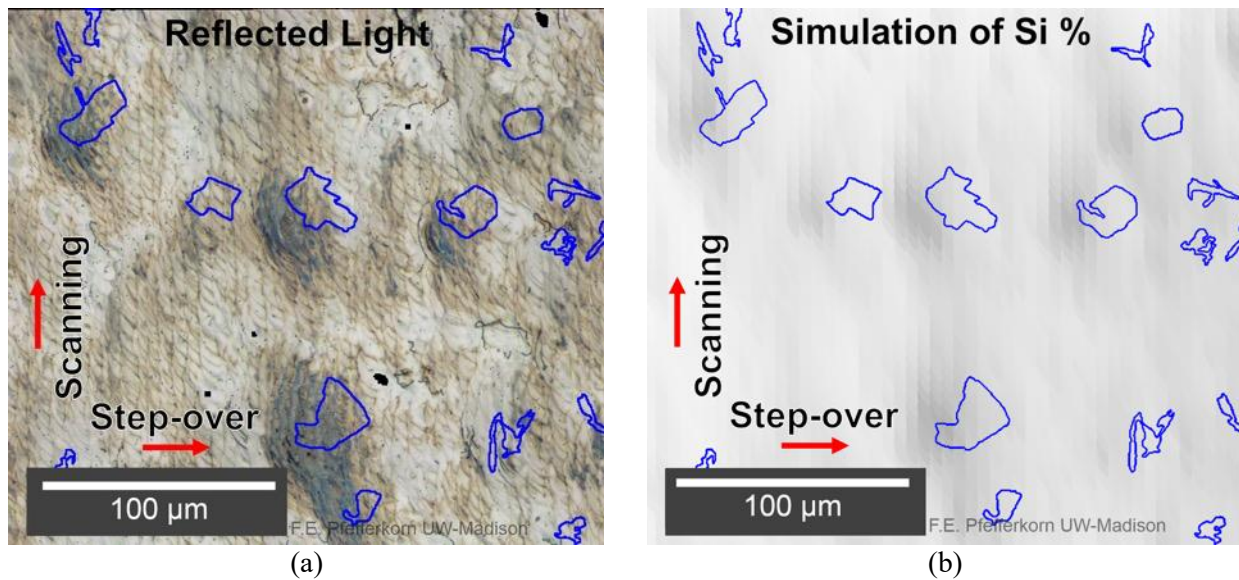 Reflected Light
Scanning
Step-over
100 µm
F.E. Pfefferkorn UW-Madison
(a)
Simulation of Si %
Scanning
Step-over
100 µm
F.E. Pfefferkorn UW-Madison
(b)